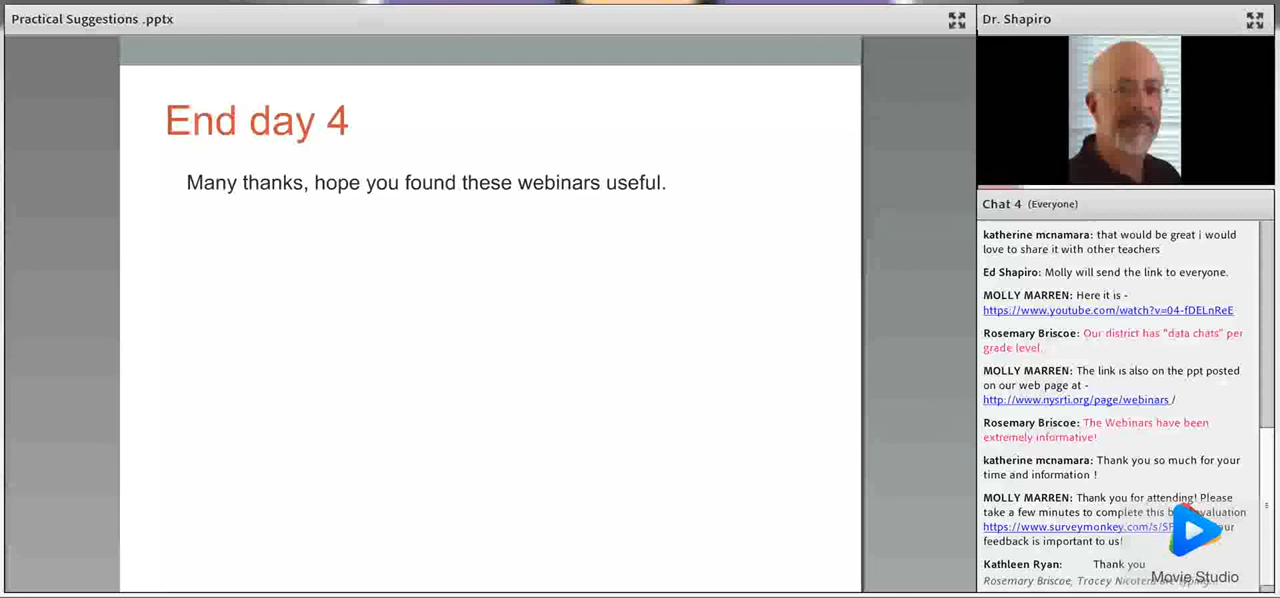 Practical Suggestions .pptx
End day 4
Many thanks, hope you found these webinars useful.
Dr. Shapiro
Chat 4 (Everyone)
katherine mcnamara: that would be great i would
love to share it with other teachers
Ed Shapiro: Molly will send the link to everyone.
MOLLY MARREN: Here it is -
https://www.youtube.com/watch?v=04-fDELnReE
Rosemary Briscoe: Our district has "data chats" per
grade level.
MOLLY MARREN: The link is also on the ppt posted
on our web page at -
http://www.nysrti.org/page/webinars /
Rosemary Briscoe: The Webinars have been
extremely informative!
katherine mcnamara: Thank you so much for your
time and information !
MOLLY MARREN: Thank you for attending! Please
take a few minutes to complete this evaluation
https://www.surveymonkey.com/s/
feedback is important to us!
Kathleen Ryan: Thank you
Rosemary Briscoe, Tracey
Movie Studio